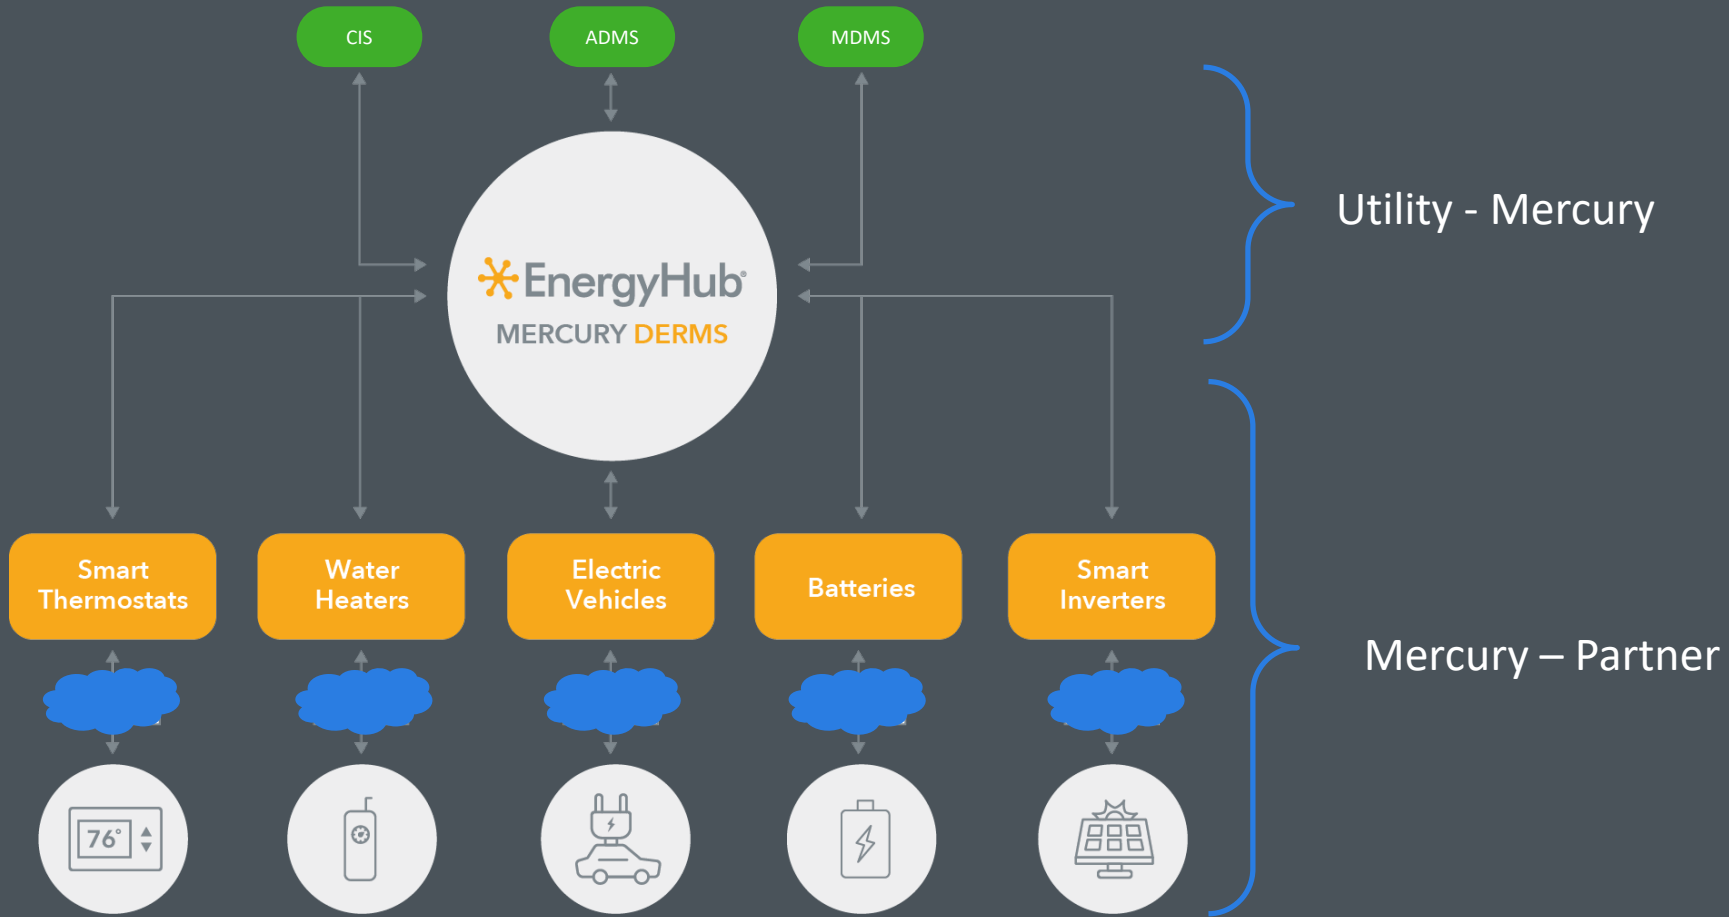 CIS
ADMS
MDMS
EnergyHub®
MERCURY DERMS
Utility - Mercury
Smart
Thermostats
Water
Heaters
Electric
Vehicles
Batteries
Smart
Inverters
Mercury – Partner
76°